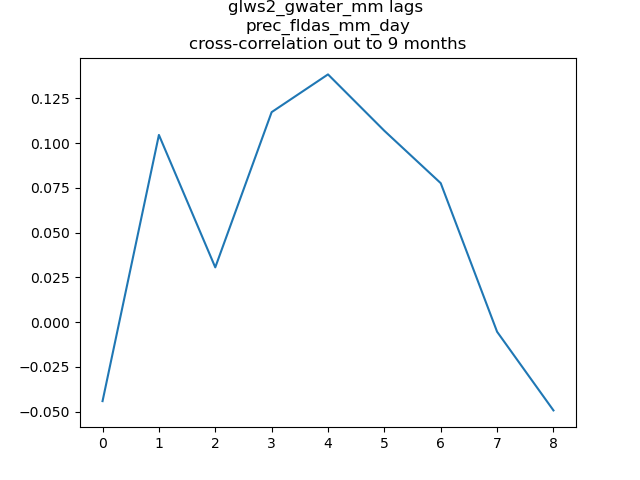 glws2_gwater_mm lags
prec_fldas_mm_day
cross-correlation out to 9 months
0.125
0.100
0.075
0.050
0.025
0.000
−0.025
−0.050
0 1 2 3 4 5 6 7 8